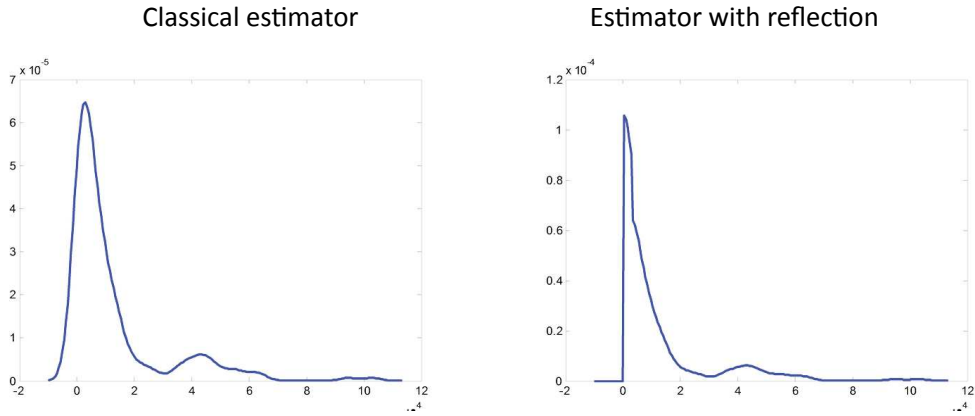 Classical estimator
Estimator with reflection
7 x 10⁻⁵
6
5
4
3
2
1
0
-2 0 2 4 6 8 10 12
1.2 x 10⁻⁴
1
0.8
0.6
0.4
0.2
0
-2 0 2 4 6 8 10 12